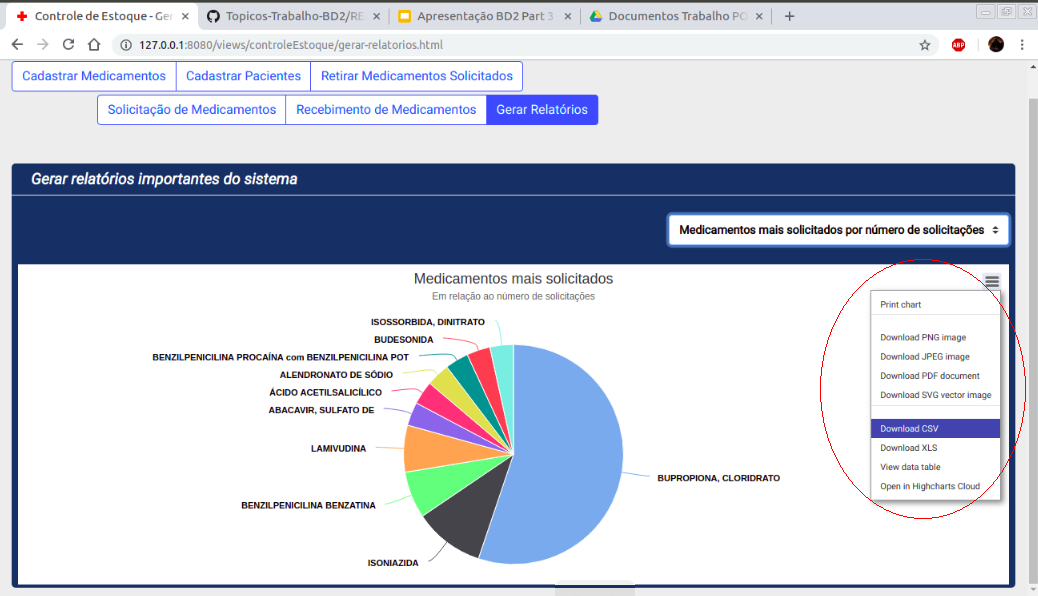 Controle de Estoque - Ger
Topicos-Trabalho-BD2/RE
Apresentação BD2 Part 3
Documentos Trabalho PO
127.0.0.1:8080/views/controleEstoque/gerar-relatorios.html
ABP
Cadastrar Medicamentos
Cadastrar Pacientes
Retirar Medicamentos Solicitados
Solicitação de Medicamentos
Recebimento de Medicamentos
Gerar Relatórios
Gerar relatórios importantes do sistema
Medicamentos mais solicitados por número de solicitações
Medicamentos mais solicitados
Em relação ao número de solicitações
ISOSSORBIDA, DINITRATO
BUDESONIDA
BENZILPENICILINA PROCAÍNA com BENZILPENICILINA POT
ALENDRONATO DE SÓDIO
ÁCIDO ACETILSALICÍLICO
ABACAVIR, SULFATO DE
LAMIVUDINA
BENZILPENICILINA BENZATINA
ISONIAZIDA
BUPROPIONA, CLORIDRATO
Print chart
Download PNG image
Download JPEG image
Download PDF document
Download SVG vector image
Download CSV
Download XLS
View data table
Open in Highcharts Cloud